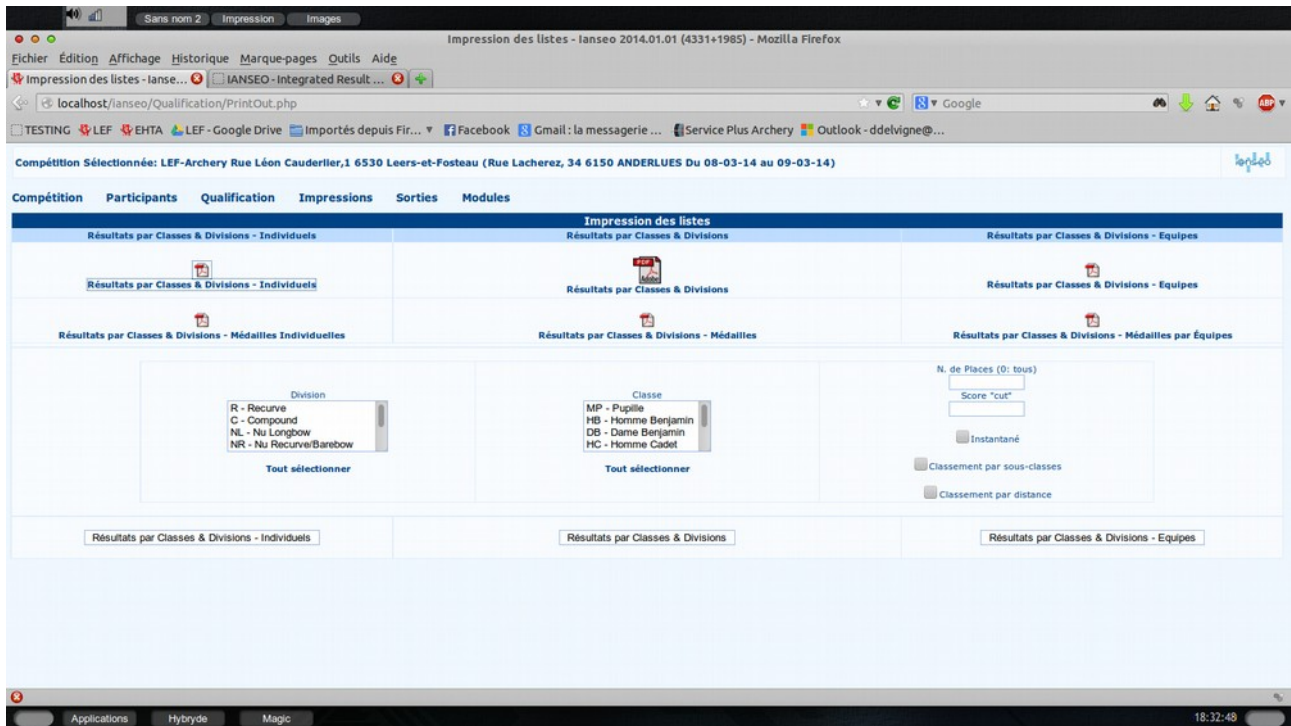 Sans nom 2 Impression Images
Impression des listes - Ianseo 2014.01.01 (4331+1985) - Mozilla Firefox
Fichier Édition Affichage Historique Marque-pages Outils Aide
Impression des listes - Ianse... IANSEO - Integrated Result ...
localhost/ianseo/Qualification/PrintOut.php Google ABP
TESTING LEF EHTA LEF - Google Drive Importés depuis Fir... Facebook Gmail : la messagerie ... Service Plus Archery Outlook - ddelvigne@...
Compétition Sélectionnée: LEF-Archery Rue Léon Cauderlier,1 6530 Leers-et-Fosteau (Rue Lacherez, 34 6150 ANDERLUES Du 08-03-14 au 09-03-14) Ianseo
Compétition Participants Qualification Impressions Sorties Modules
Impression des listes
Résultats par Classes & Divisions - Individuels Résultats par Classes & Divisions Résultats par Classes & Divisions - Equipes
PDF
Adobe
Résultats par Classes & Divisions - Individuels Résultats par Classes & Divisions Résultats par Classes & Divisions - Equipes
Résultats par Classes & Divisions - Médailles Individuelles Résultats par Classes & Divisions - Médailles Résultats par Classes & Divisions - Médailles par Équipes
Division
R - Recurve
C - Compound
NL - Nu Longbow
NR - Nu Recurve/Barebow
Tout sélectionner
Classe
MP - Pupille
HB - Homme Benjamin
DB - Dame Benjamin
HC - Homme Cadet
Tout sélectionner
N. de Places (0: tous)
Score "cut"
Instantané
Classement par sous-classes
Classement par distance
Résultats par Classes & Divisions - Individuels Résultats par Classes & Divisions Résultats par Classes & Divisions - Equipes
Applications Hybryde Magic 18:32:48